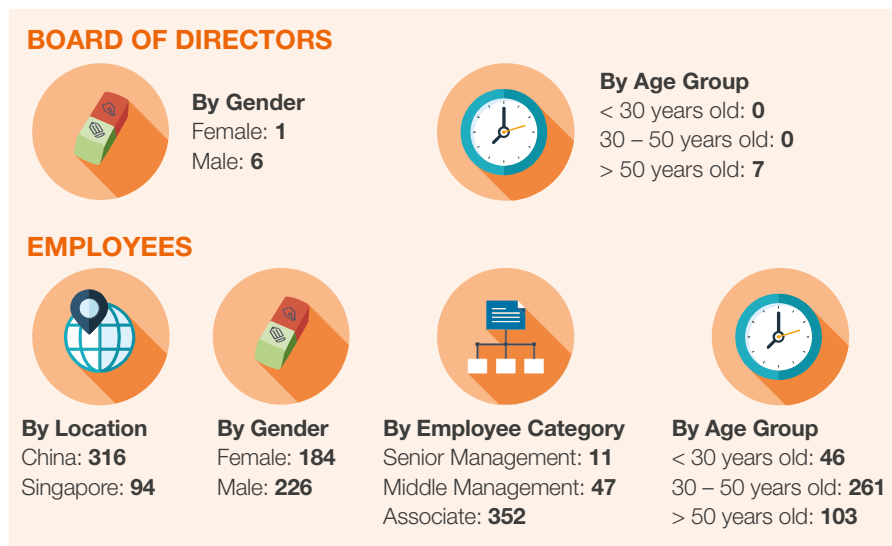 BOARD OF DIRECTORS
By Gender
Female: 1
Male: 6
By Age Group
< 30 years old: 0
30 – 50 years old: 0
> 50 years old: 7
EMPLOYEES
By Location
China: 316
Singapore: 94
By Gender
Female: 184
Male: 226
By Employee Category
Senior Management: 11
Middle Management: 47
Associate: 352
By Age Group
< 30 years old: 46
30 – 50 years old: 261
> 50 years old: 103